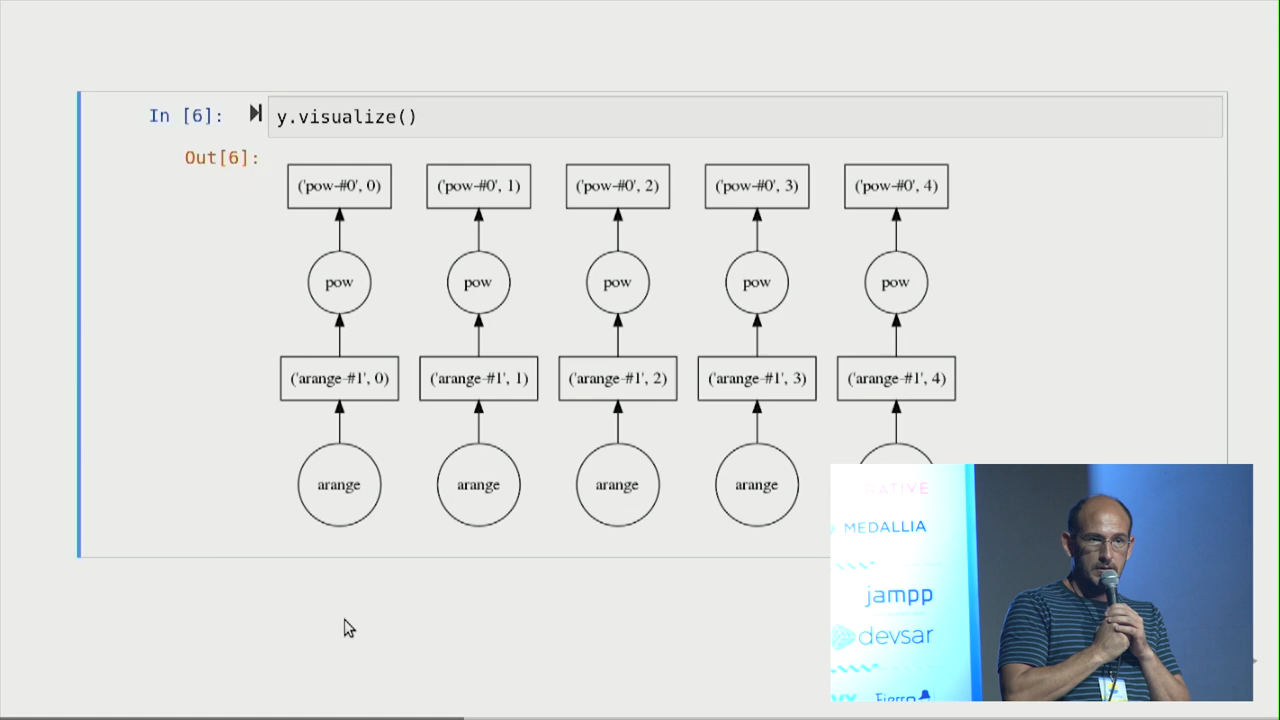 In [6]: y.visualize()
Out[6]:
('pow-#0', 0) ('pow-#0', 1) ('pow-#0', 2) ('pow-#0', 3) ('pow-#0', 4)
pow pow pow pow pow
('arange-#1', 0) ('arange-#1', 1) ('arange-#1', 2) ('arange-#1', 3) ('arange-#1', 4)
arange arange arange arange
MEDALLIA
jampp
devsar